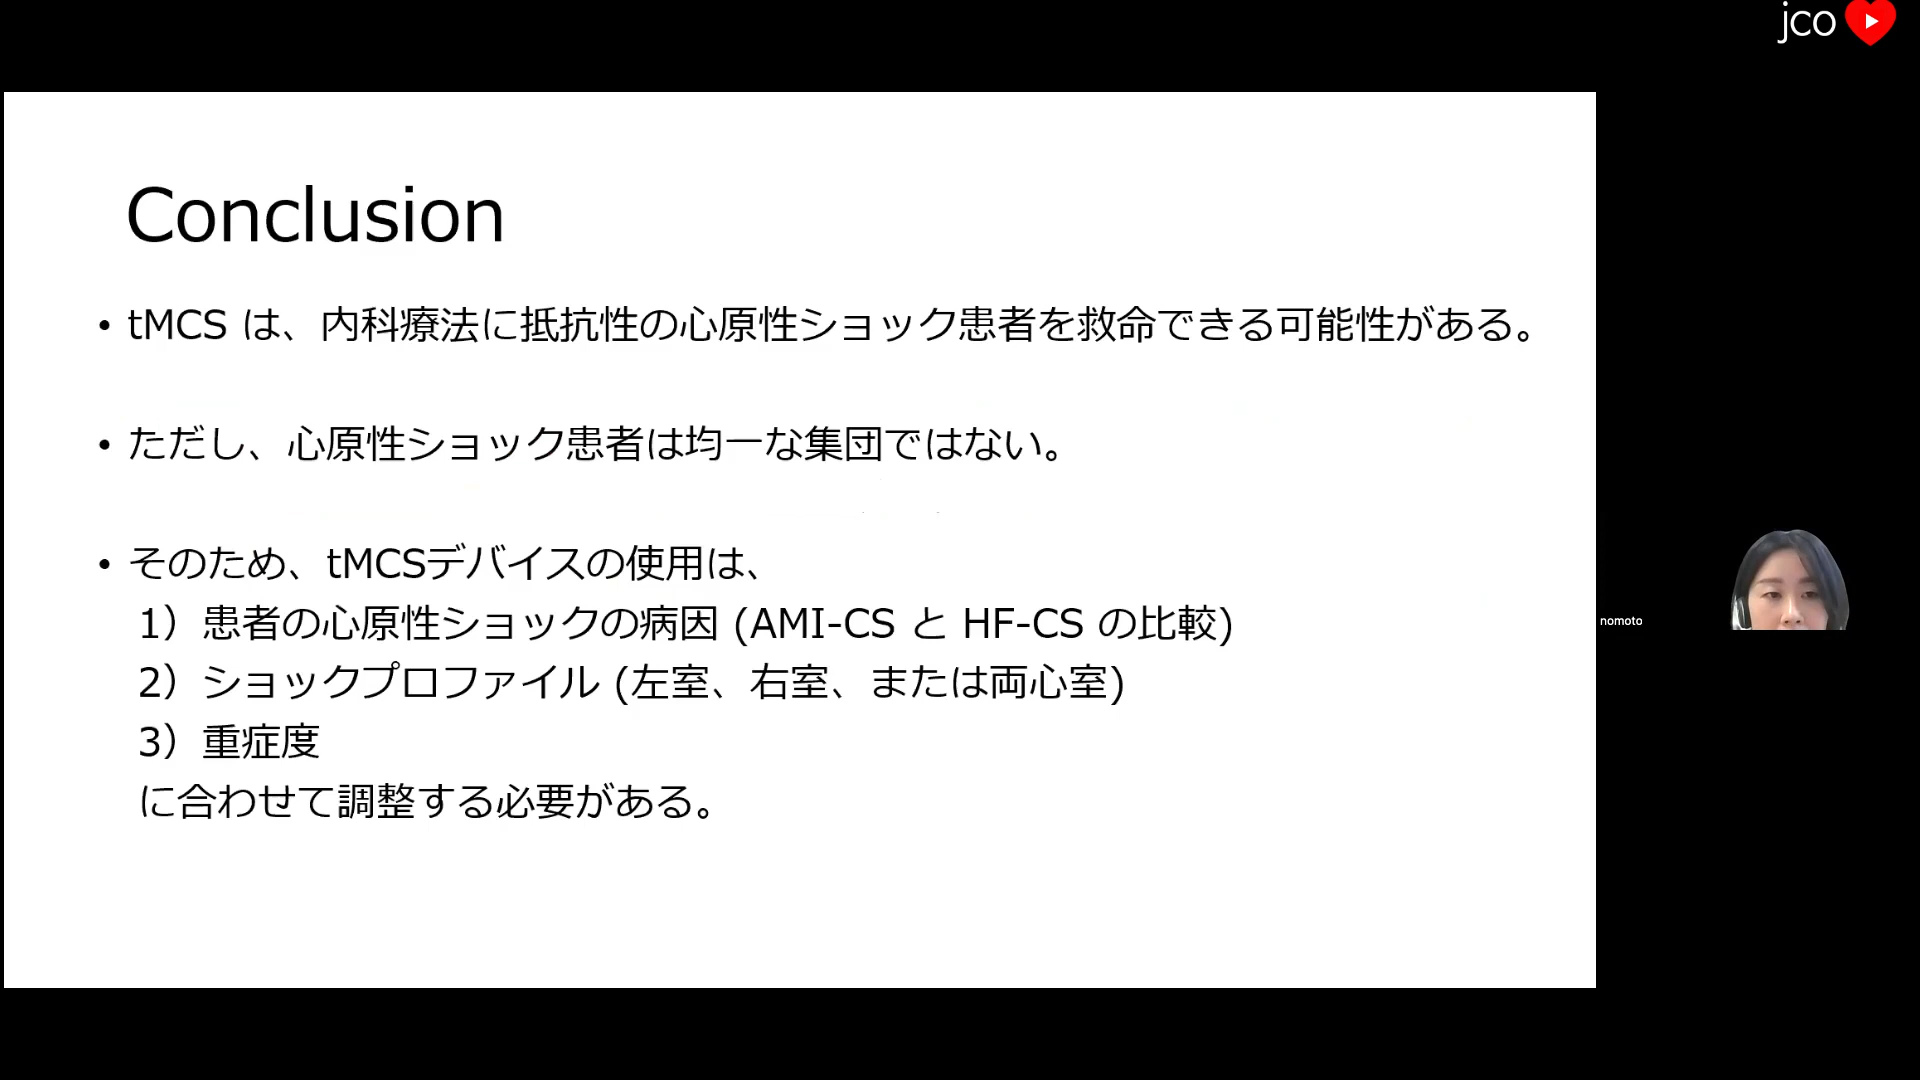 jco
Conclusion
• tMCS は、内科療法に抵抗性の心原性ショック患者を救命できる可能性がある。
• ただし、心原性ショック患者は均一な集団ではない。
• そのため、tMCSデバイスの使用は、
1）患者の心原性ショックの病因 (AMI-CS と HF-CS の比較)
2）ショックプロファイル (左室、右室、または両心室)
3）重症度
に合わせて調整する必要がある。
nomoto